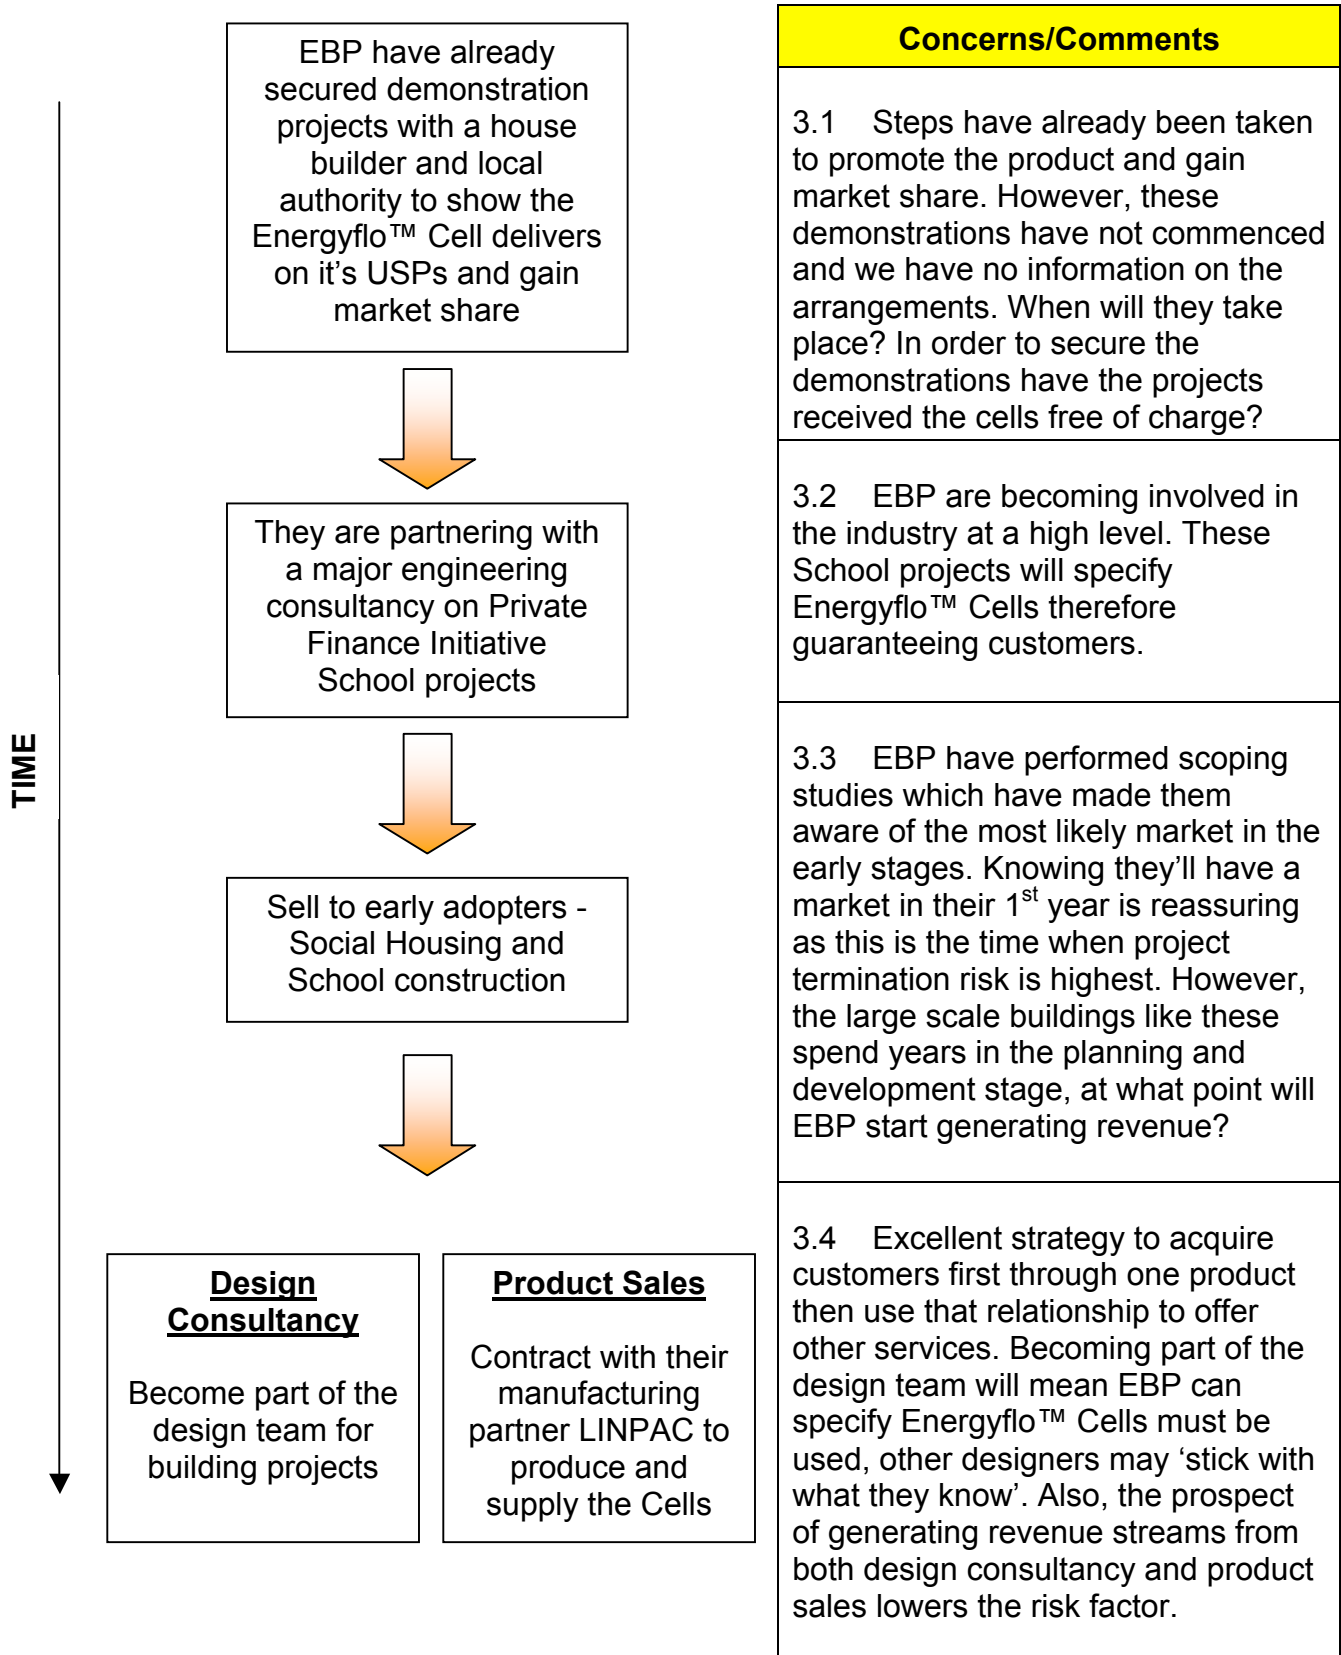 EBP have already
secured demonstration
projects with a house
builder and local
authority to show the
Energyflo™ Cell delivers
on it’s USPs and gain
market share
They are partnering with
a major engineering
consultancy on Private
Finance Initiative
School projects
Sell to early adopters -
Social Housing and
School construction
Design
Consultancy
Become part of the
design team for
building projects
Product Sales
Contract with their
manufacturing
partner LINPAC to
produce and
supply the Cells
TIME
Concerns/Comments
3.1 Steps have already been taken
to promote the product and gain
market share. However, these
demonstrations have not commenced
and we have no information on the
arrangements. When will they take
place? In order to secure the
demonstrations have the projects
received the cells free of charge?
3.2 EBP are becoming involved in
the industry at a high level. These
School projects will specify
Energyflo™ Cells therefore
guaranteeing customers.
3.3 EBP have performed scoping
studies which have made them
aware of the most likely market in the
early stages. Knowing they’ll have a
market in their 1st year is reassuring
as this is the time when project
termination risk is highest. However,
the large scale buildings like these
spend years in the planning and
development stage, at what point will
EBP start generating revenue?
3.4 Excellent strategy to acquire
customers first through one product
then use that relationship to offer
other services. Becoming part of the
design team will mean EBP can
specify Energyflo™ Cells must be
used, other designers may ‘stick with
what they know’. Also, the prospect
of generating revenue streams from
both design consultancy and product
sales lowers the risk factor.